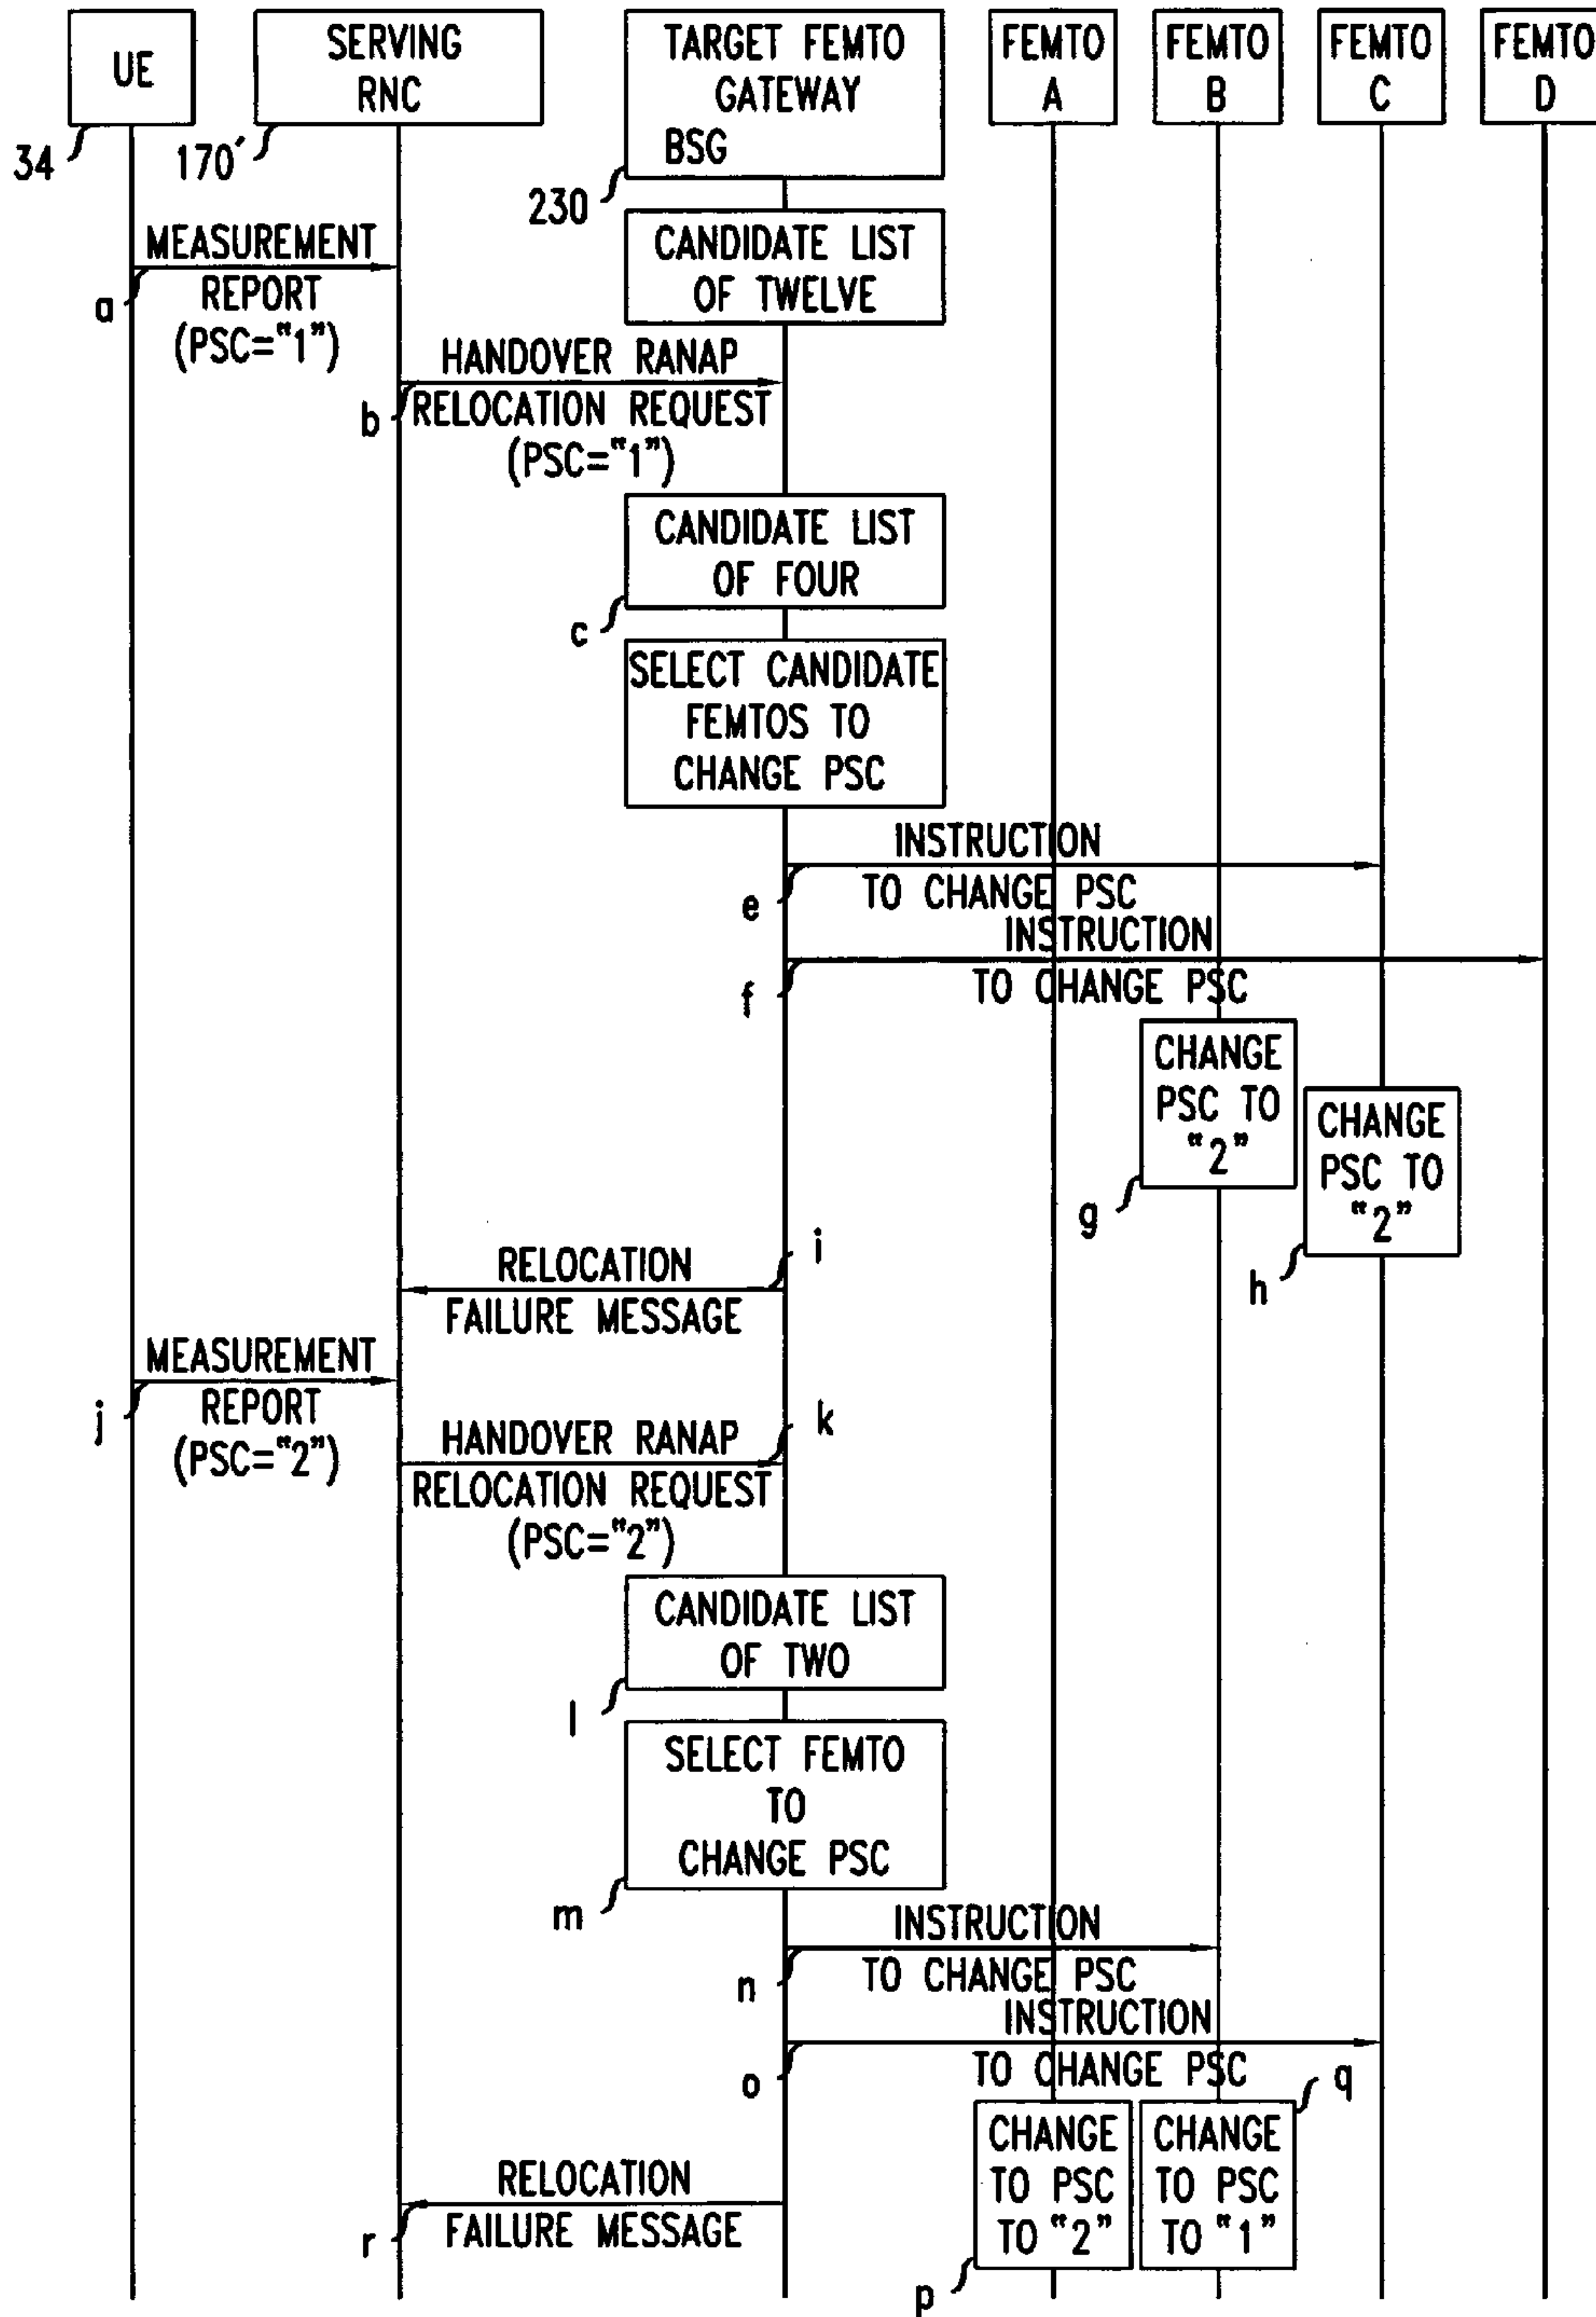 UE
SERVING
RNC
TARGET FEMTO
GATEWAY
BSG
FEMTO
A
FEMTO
B
FEMTO
C
FEMTO
D
34
170′
230
MEASUREMENT
REPORT
(PSC="1")
a
CANDIDATE LIST
OF TWELVE
HANDOVER RANAP
RELOCATION REQUEST
(PSC="1")
b
CANDIDATE LIST
OF FOUR
c
SELECT CANDIDATE
FEMTOS TO
CHANGE PSC
INSTRUCTION
TO CHANGE PSC
e
INSTRUCTION
TO CHANGE PSC
f
CHANGE
PSC TO
"2"
g
CHANGE
PSC TO
"2"
h
i
RELOCATION
FAILURE MESSAGE
MEASUREMENT
REPORT
(PSC="2")
j
k
HANDOVER RANAP
RELOCATION REQUEST
(PSC="2")
CANDIDATE LIST
OF TWO
l
SELECT FEMTO
TO
CHANGE PSC
m
INSTRUCTION
TO CHANGE PSC
n
INSTRUCTION
TO CHANGE PSC
o
q
CHANGE
TO PSC
TO "2"
p
CHANGE
TO PSC
TO "1"
RELOCATION
FAILURE MESSAGE
r